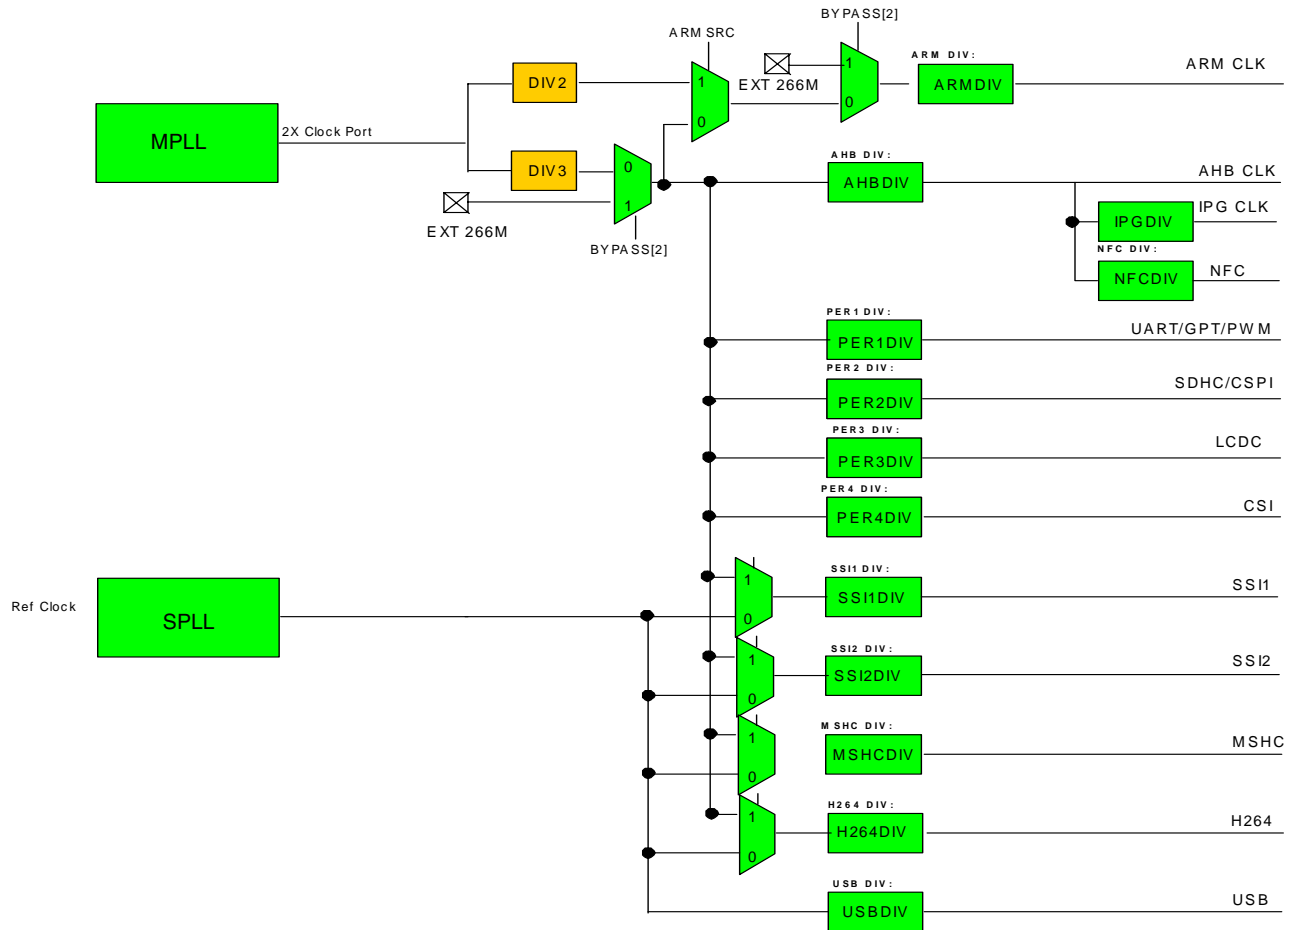 BYPASS[2]
ARM SRC
ARM DIV:
ARM CLK
1
EXT 266M
DIV2
1
ARMDIV
0
2X Clock Port
MPLL
0
AHB DIV:
0
DIV3
AHB CLK
AHBDIV
1
IPG CLK
EXT 266M
IPGDIV
BYPASS[2]
NFC DIV:
NFC
NFCDIV
PER1 DIV:
UART/GPT/PWM
PER1DIV
PER2 DIV:
SDHC/CSPI
PER2DIV
PER3 DIV:
LCDC
PER3DIV
PER4 DIV:
CSI
PER4DIV
SSI1 DIV:
1
SSI1
SSI1DIV
Ref Clock
SPLL
0
SSI2 DIV:
1
SSI2
SSI2DIV
0
MSHC DIV:
1
MSHC
MSHCDIV
0
H264 DIV:
1
H264
H264DIV
0
USB DIV:
USB
USBDIV